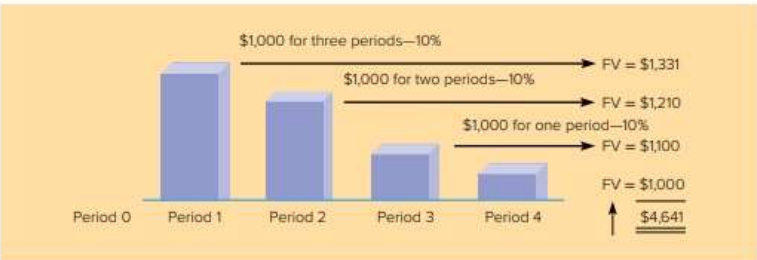 $1,000 for three periods—10%
FV = $1,331
$1,000 for two periods—10%
FV = $1,210
$1,000 for one period—10%
FV = $1,100
FV = $1,000
Period 0 Period 1 Period 2 Period 3 Period 4 $4,641